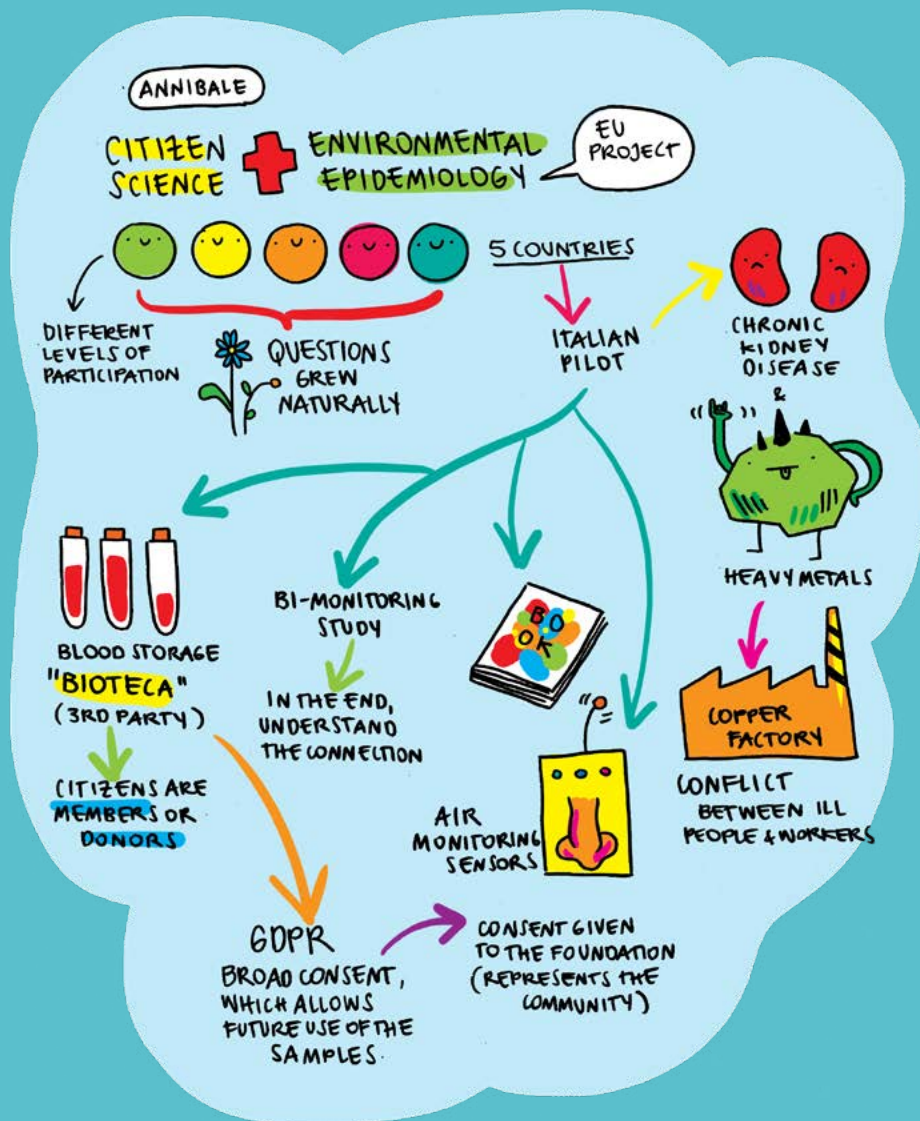 ANNIBALE
CITIZEN
SCIENCE
ENVIRONMENTAL
EPIDEMIOLOGY
EU
PROJECT
5 COUNTRIES
DIFFERENT
LEVELS OF
PARTICIPATION
QUESTIONS
GREW
NATURALLY
ITALIAN
PILOT
CHRONIC
KIDNEY
DISEASE
&
HEAVY METALS
COPPER
FACTORY
CONFLICT
BETWEEN ILL
PEOPLE & WORKERS
BLOOD STORAGE
"BIOTECA"
(3RD PARTY)
CITIZENS ARE
MEMBERS OR
DONORS
BI-MONITORING
STUDY
IN THE END,
UNDERSTAND
THE CONNECTION
BO
OK
AIR
MONITORING
SENSORS
GDPR
BROAD CONSENT,
WHICH ALLOWS
FUTURE USE OF THE
SAMPLES.
CONSENT GIVEN
TO THE FOUNDATION
(REPRESENTS THE
COMMUNITY)